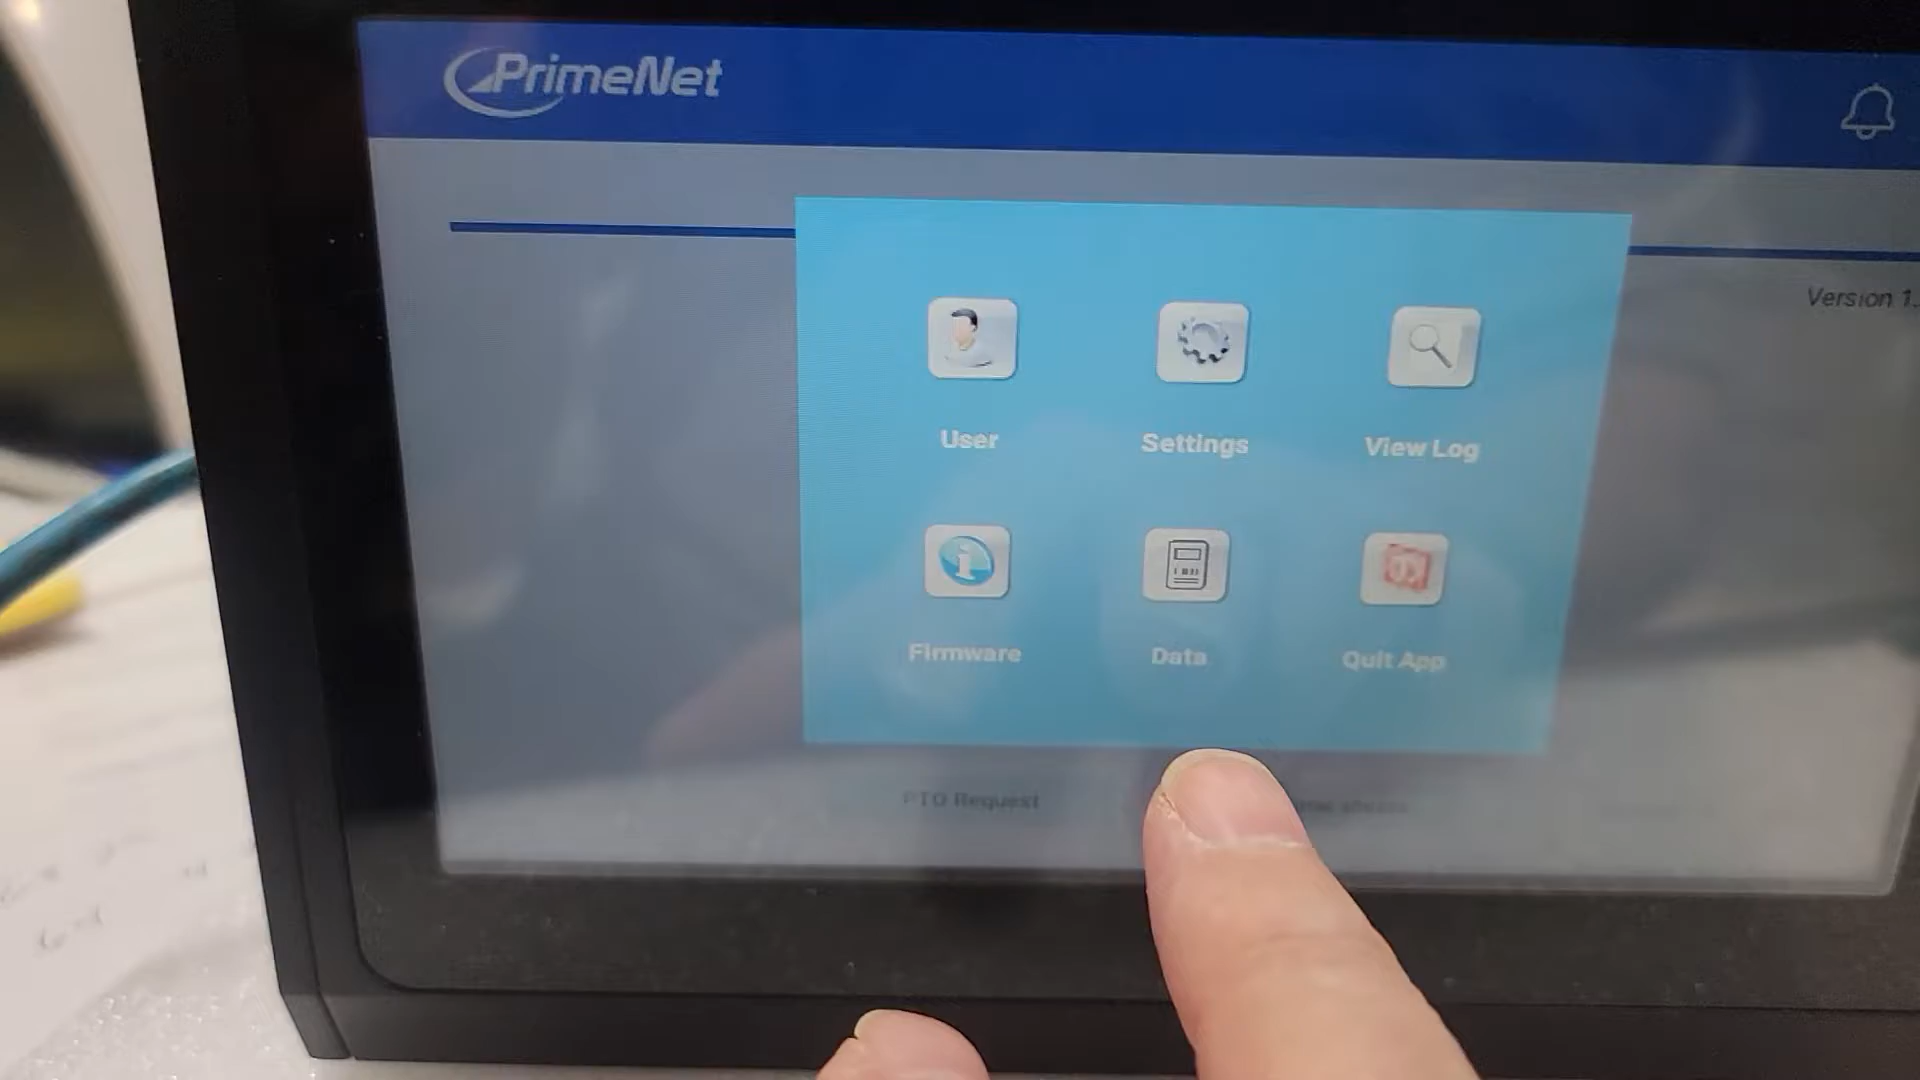 PrimeNet
Version 1.
User
Settings
View Log
Firmware
Data
Quit App
PTO Request